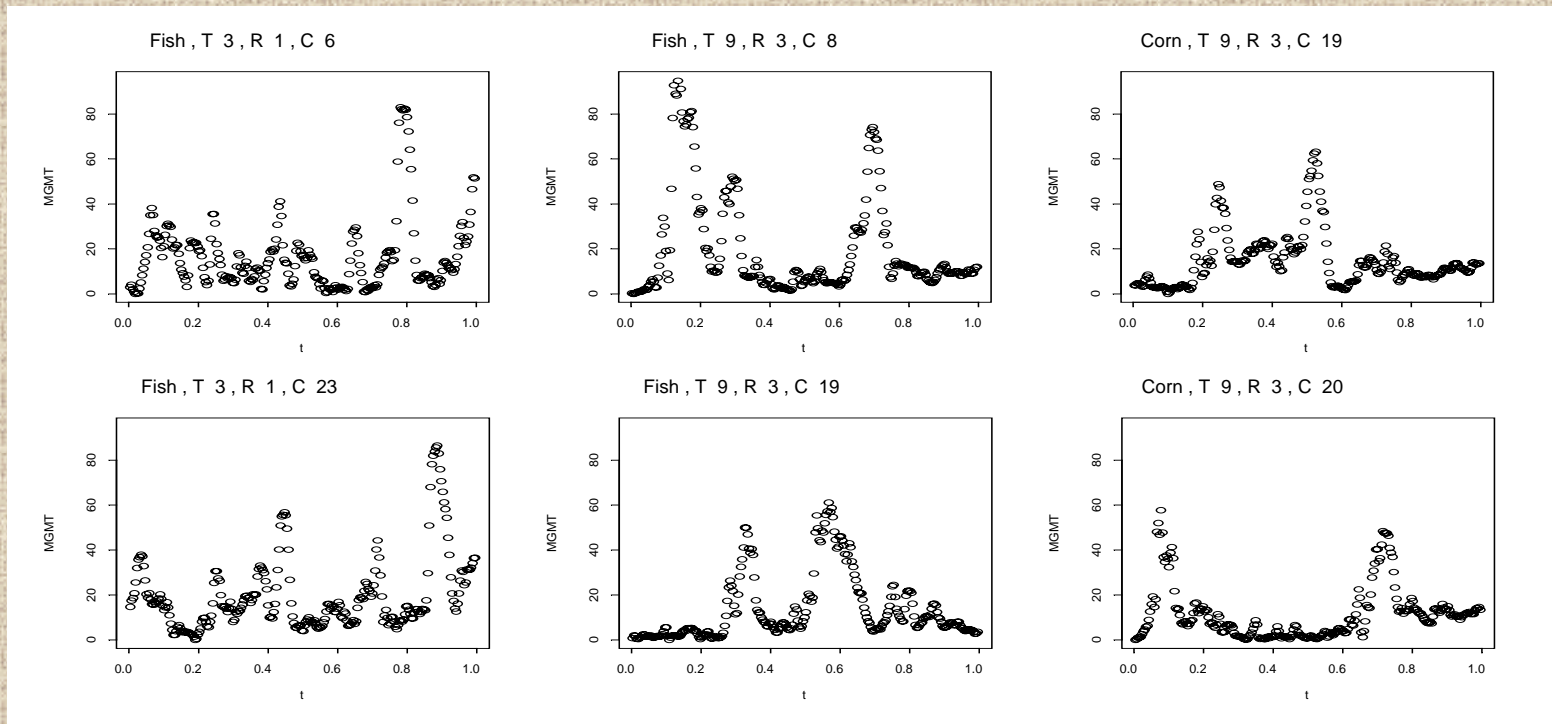 Fish , T 3 , R 1 , C 6
MGMT
80
60
40
20
0
0.0 0.2 0.4 0.6 0.8 1.0
t
Fish , T 9 , R 3 , C 8
MGMT
80
60
40
20
0
0.0 0.2 0.4 0.6 0.8 1.0
t
Corn , T 9 , R 3 , C 19
MGMT
80
60
40
20
0
0.0 0.2 0.4 0.6 0.8 1.0
t
Fish , T 3 , R 1 , C 23
MGMT
80
60
40
20
0
0.0 0.2 0.4 0.6 0.8 1.0
t
Fish , T 9 , R 3 , C 19
MGMT
80
60
40
20
0
0.0 0.2 0.4 0.6 0.8 1.0
t
Corn , T 9 , R 3 , C 20
MGMT
80
60
40
20
0
0.0 0.2 0.4 0.6 0.8 1.0
t